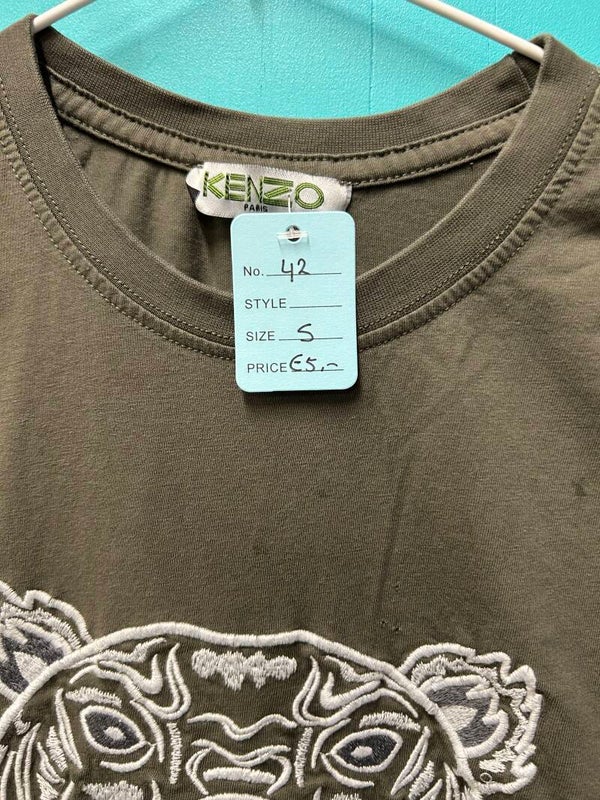 KENZO
PARIS
No. 42
STYLE
SIZE S
PRICE €5,-